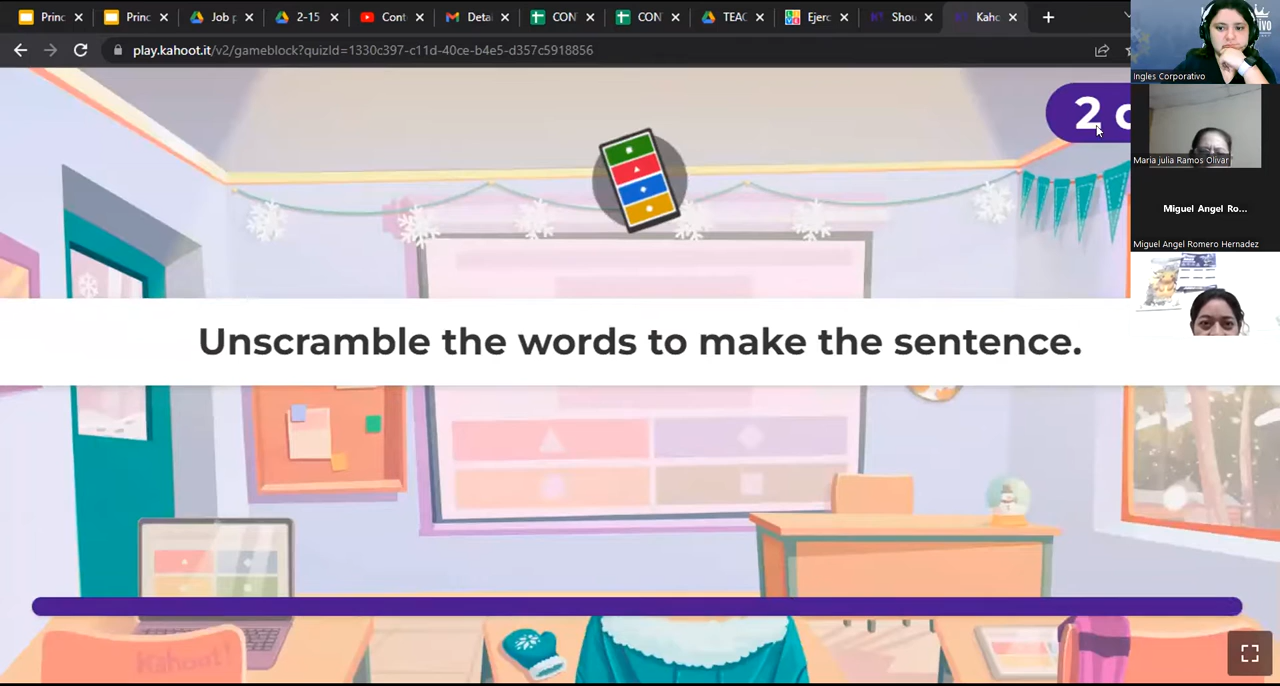 Princ
Princ
Job p
2-15
Cont
Detai
CON
CON
TEAC
Ejerc
Shou
Kaho
play.kahoot.it/v2/gameblock?quizId=1330c397-c11d-40ce-b4e5-d357c5918856
2 o
Ingles Corporativo
Maria julia Ramos Olivar
Miguel Angel Ro...
Miguel Angel Romero Hernadez
Unscramble the words to make the sentence.
Kahoot!